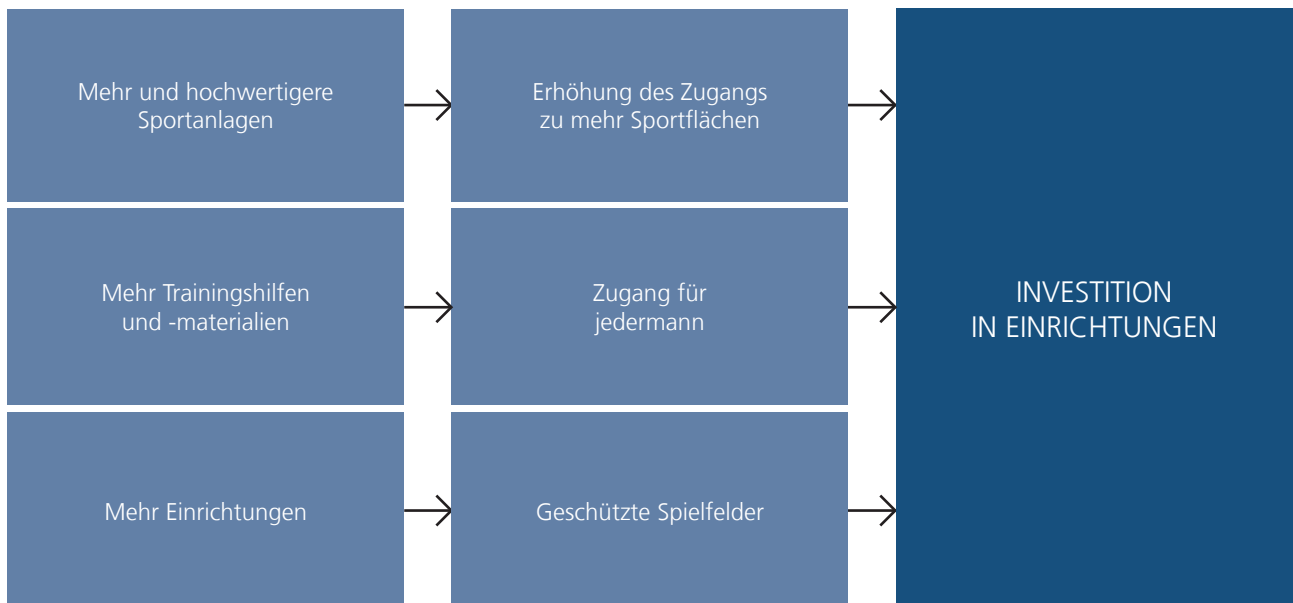 Mehr und hochwertigere
Sportanlagen
Erhöhung des Zugangs
zu mehr Sportflächen
Mehr Trainingshilfen
und -materialien
Zugang für
jedermann
INVESTITION
IN EINRICHTUNGEN
Mehr Einrichtungen
Geschützte Spielfelder